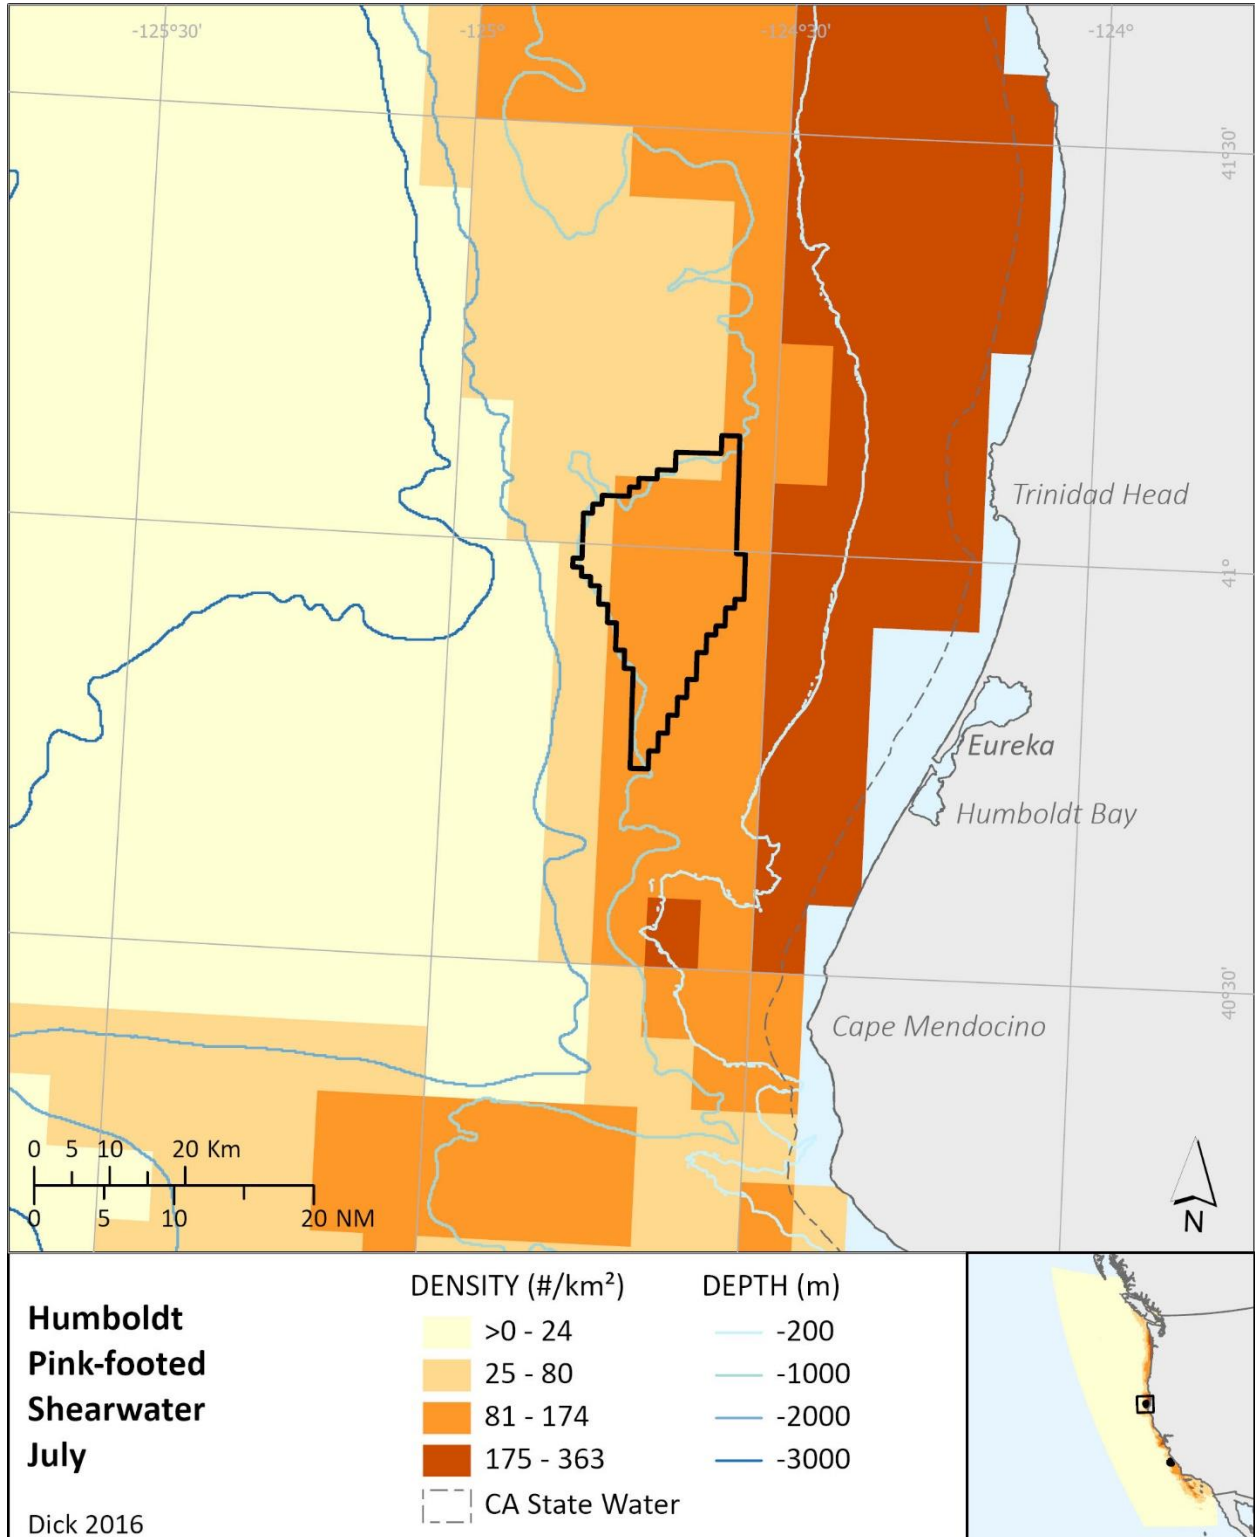 -125°30'
-125°
-124°30'
-124°
41°30'
Trinidad Head
41°
Eureka
Humboldt Bay
40°30'
Cape Mendocino
0 5 10 20 Km
0 5 10 20 NM
N
Humboldt
Pink-footed
Shearwater
July
Dick 2016
DENSITY (#/km²)
>0 - 24
25 - 80
81 - 174
175 - 363
CA State Water
DEPTH (m)
-200
-1000
-2000
-3000